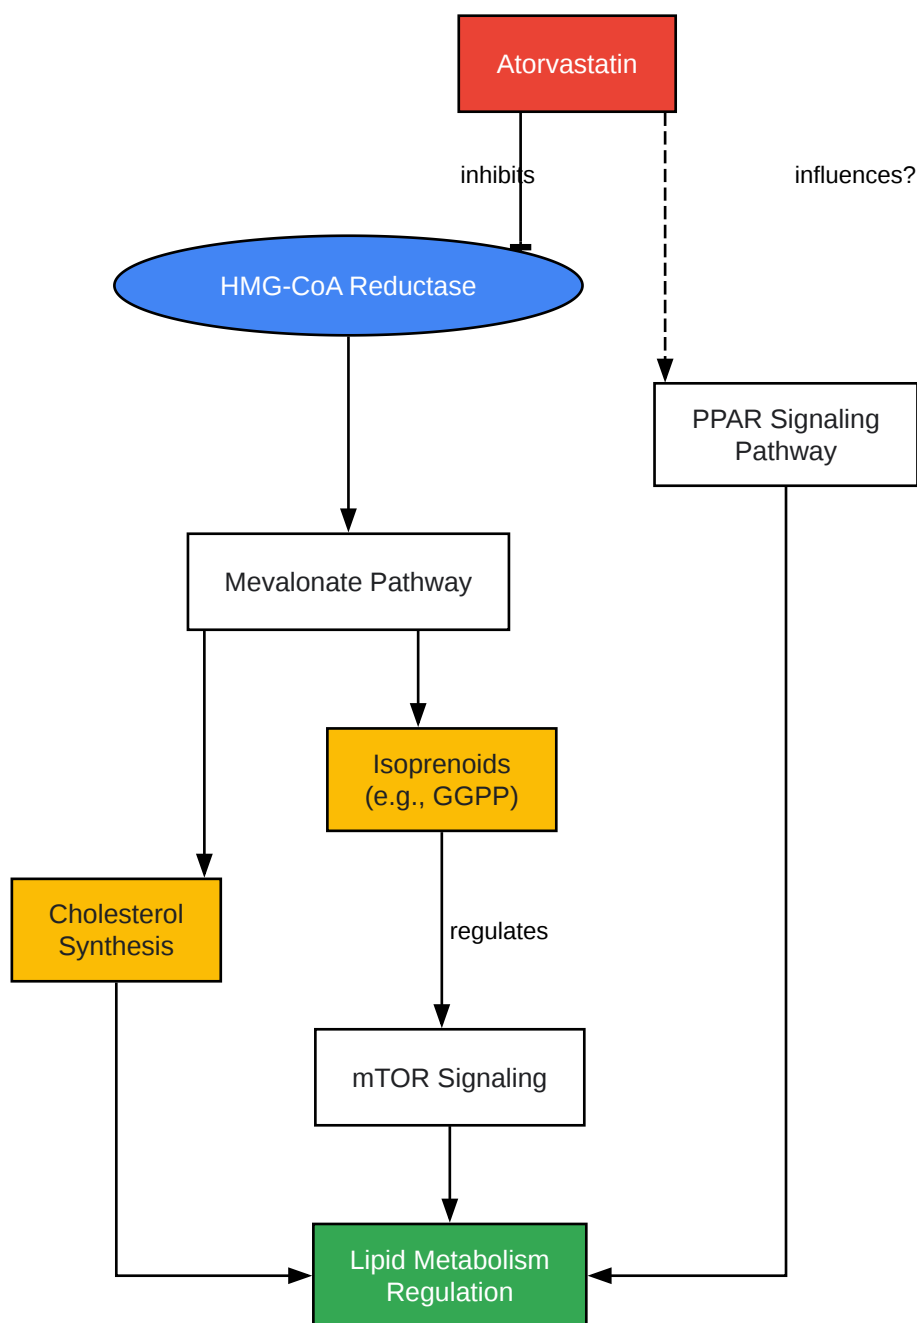 Atorvastatin
inhibits
influences?
HMG-CoA Reductase
PPAR Signaling
Pathway
Mevalonate Pathway
Isoprenoids
(e.g., GGPP)
Cholesterol
Synthesis
regulates
mTOR Signaling
Lipid Metabolism
Regulation